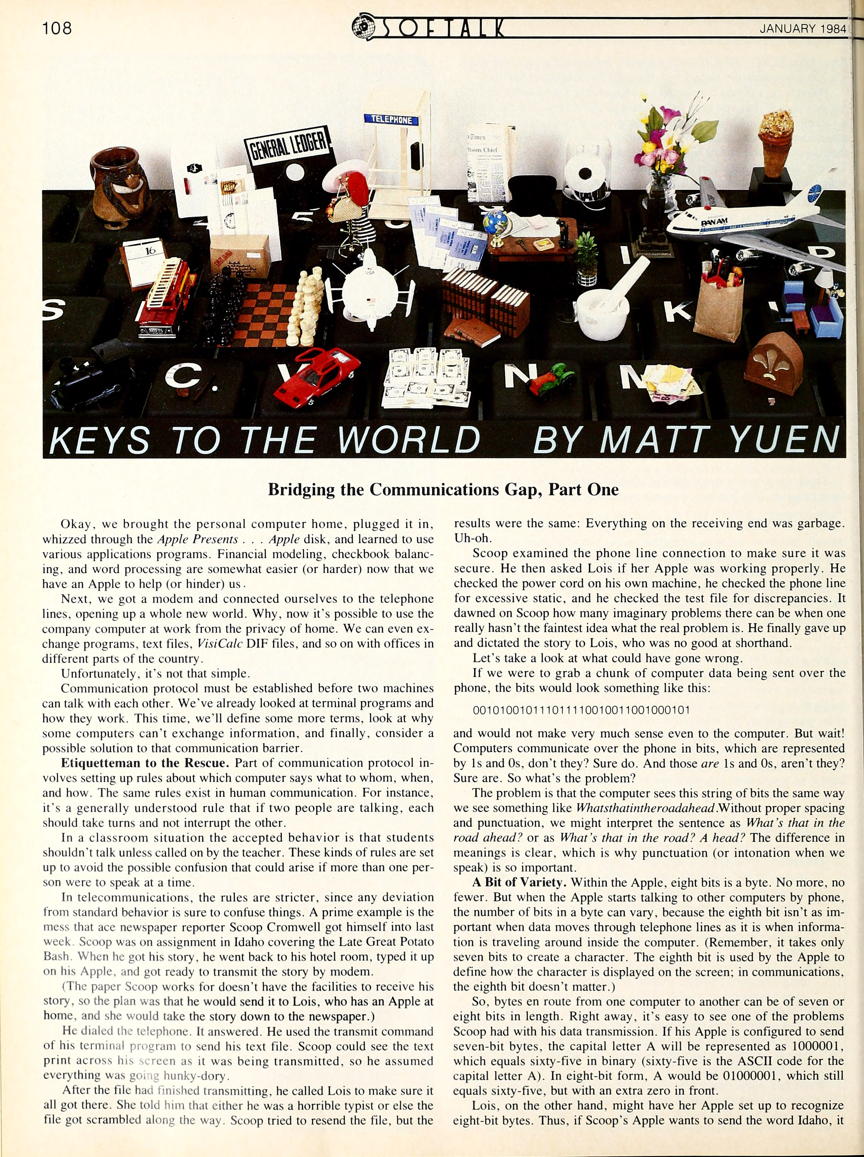 108
SOFTALK
JANUARY 1984
GENERAL LEDGER
TELEPHONE
PAN AM
16
S
C
V
N
M
K
I
KEYS TO THE WORLD BY MATT YUEN
Bridging the Communications Gap, Part One
Okay, we brought the personal computer home, plugged it in,
whizzed through the Apple Presents . . . Apple disk, and learned to use
various applications programs. Financial modeling, checkbook balanc-
ing, and word processing are somewhat easier (or harder) now that we
have an Apple to help (or hinder) us.
Next, we got a modem and connected ourselves to the telephone
lines, opening up a whole new world. Why, now it's possible to use the
company computer at work from the privacy of home. We can even ex-
change programs, text files, VisiCalc DIF files, and so on with offices in
different parts of the country.
Unfortunately, it's not that simple.
Communication protocol must be established before two machines
can talk with each other. We've already looked at terminal programs and
how they work. This time, we'll define some more terms, look at why
some computers can't exchange information, and finally, consider a
possible solution to that communication barrier.
Etiquetteman to the Rescue. Part of communication protocol in-
volves setting up rules about which computer says what to whom, when,
and how. The same rules exist in human communication. For instance,
it's a generally understood rule that if two people are talking, each
should take turns and not interrupt the other.
In a classroom situation the accepted behavior is that students
shouldn't talk unless called on by the teacher. These kinds of rules are set
up to avoid the possible confusion that could arise if more than one per-
son were to speak at a time.
In telecommunications, the rules are stricter, since any deviation
from standard behavior is sure to confuse things. A prime example is the
mess that ace newspaper reporter Scoop Cromwell got himself into last
week. Scoop was on assignment in Idaho covering the Late Great Potato
Bash. When he got his story, he went back to his hotel room, typed it up
on his Apple, and got ready to transmit the story by modem.
(The paper Scoop works for doesn't have the facilities to receive his
story, so the plan was that he would send it to Lois, who has an Apple at
home, and she would take the story down to the newspaper.)
He dialed the telephone. It answered. He used the transmit command
of his terminal program to send his text file. Scoop could see the text
print across his screen as it was being transmitted, so he assumed
everything was going hunky-dory.
After the file had finished transmitting, he called Lois to make sure it
all got there. She told him that either he was a horrible typist or else the
file got scrambled along the way. Scoop tried to resend the file, but the
results were the same: Everything on the receiving end was garbage.
Uh-oh.
Scoop examined the phone line connection to make sure it was
secure. He then asked Lois if her Apple was working properly. He
checked the power cord on his own machine, he checked the phone line
for excessive static, and he checked the test file for discrepancies. It
dawned on Scoop how many imaginary problems there can be when one
really hasn't the faintest idea what the real problem is. He finally gave up
and dictated the story to Lois, who was no good at shorthand.
Let's take a look at what could have gone wrong.
If we were to grab a chunk of computer data being sent over the
phone, the bits would look something like this:
001010010111011110010011001000101
and would not make very much sense even to the computer. But wait!
Computers communicate over the phone in bits, which are represented
by 1s and 0s, don't they? Sure do. And those are 1s and 0s, aren't they?
Sure are. So what's the problem?
The problem is that the computer sees this string of bits the same way
we see something like Whatsthatintheroadahead.Without proper spacing
and punctuation, we might interpret the sentence as What's that in the
road ahead? or as What's that in the road? A head? The difference in
meanings is clear, which is why punctuation (or intonation when we
speak) is so important.
A Bit of Variety. Within the Apple, eight bits is a byte. No more, no
fewer. But when the Apple starts talking to other computers by phone,
the number of bits in a byte can vary, because the eighth bit isn't as im-
portant when data moves through telephone lines as it is when informa-
tion is traveling around inside the computer. (Remember, it takes only
seven bits to create a character. The eighth bit is used by the Apple to
define how the character is displayed on the screen; in communications,
the eighth bit doesn't matter.)
So, bytes en route from one computer to another can be of seven or
eight bits in length. Right away, it's easy to see one of the problems
Scoop had with his data transmission. If his Apple is configured to send
seven-bit bytes, the capital letter A will be represented as 1000001,
which equals sixty-five in binary (sixty-five is the ASCII code for the
capital letter A). In eight-bit form, A would be 01000001, which still
equals sixty-five, but with an extra zero in front.
Lois, on the other hand, might have her Apple set up to recognize
eight-bit bytes. Thus, if Scoop's Apple wants to send the word Idaho, it